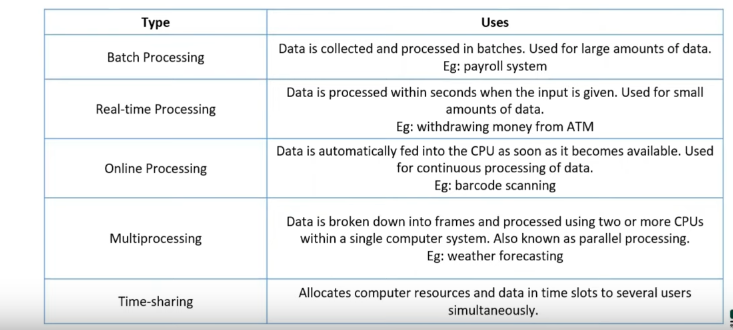 Type
Uses
Batch Processing
Data is collected and processed in batches. Used for large amounts of data.
Eg: payroll system
Real-time Processing
Data is processed within seconds when the input is given. Used for small
amounts of data.
Eg: withdrawing money from ATM
Online Processing
Data is automatically fed into the CPU as soon as it becomes available. Used
for continuous processing of data.
Eg: barcode scanning
Multiprocessing
Data is broken down into frames and processed using two or more CPUs
within a single computer system. Also known as parallel processing.
Eg: weather forecasting
Time-sharing
Allocates computer resources and data in time slots to several users
simultaneously.